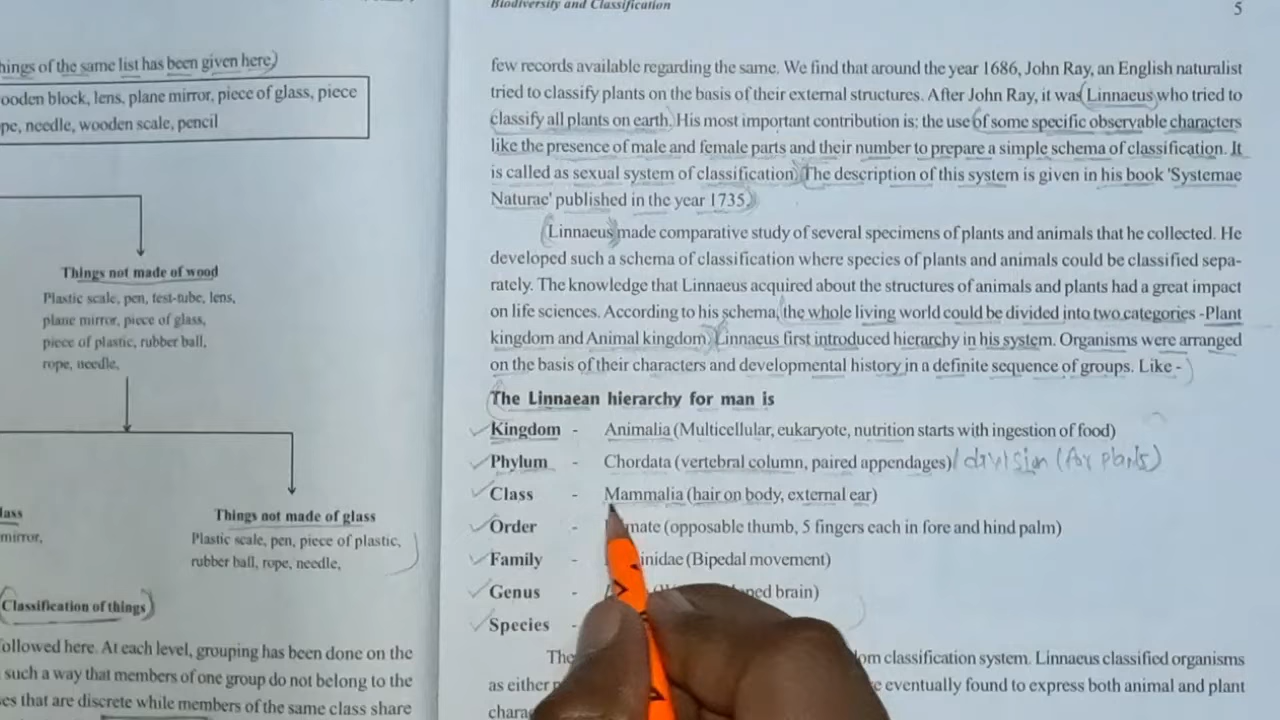 hings of the same list has been given here)
ooden block, lens, plane mirror, piece of glass, piece
pe, needle, wooden scale, pencil
Things not made of wood
Plastic scale, pen, test-tube, lens,
plane mirror, piece of glass,
piece of plastic, rubber ball,
rope, needle,
lass
mirror,
Things not made of glass
Plastic scale, pen, piece of plastic,
rubber ball, rope, needle,
(Classification of things)
ollowed here. At each level, grouping has been done on the
such a way that members of one group do not belong to the
es that are discrete while members of the same class share
Biodiversity and Classification
5
few records available regarding the same. We find that around the year 1686, John Ray, an English naturalist
tried to classify plants on the basis of their external structures. After John Ray, it was Linnaeus who tried to
classify all plants on earth. His most important contribution is; the use of some specific observable characters
like the presence of male and female parts and their number to prepare a simple schema of classification. It
is called as sexual system of classification. The description of this system is given in his book 'Systemae
Naturae' published in the year 1735.
Linnaeus made comparative study of several specimens of plants and animals that he collected. He
developed such a schema of classification where species of plants and animals could be classified sepa-
rately. The knowledge that Linnaeus acquired about the structures of animals and plants had a great impact
on life sciences. According to his schema, the whole living world could be divided into two categories -Plant
kingdom and Animal kingdom. Linnaeus first introduced hierarchy in his system. Organisms were arranged
on the basis of their characters and developmental history in a definite sequence of groups. Like -
The Linnaean hierarchy for man is
Kingdom - Animalia (Multicellular, eukaryote, nutrition starts with ingestion of food)
Phylum - Chordata (vertebral column, paired appendages) / division (for plants)
Class - Mammalia (hair on body, external ear)
Order - mate (opposable thumb, 5 fingers each in fore and hind palm)
Family - inidae (Bipedal movement)
Genus - ped brain)
Species -
The om classification system. Linnaeus classified organisms
as either e eventually found to express both animal and plant
charac